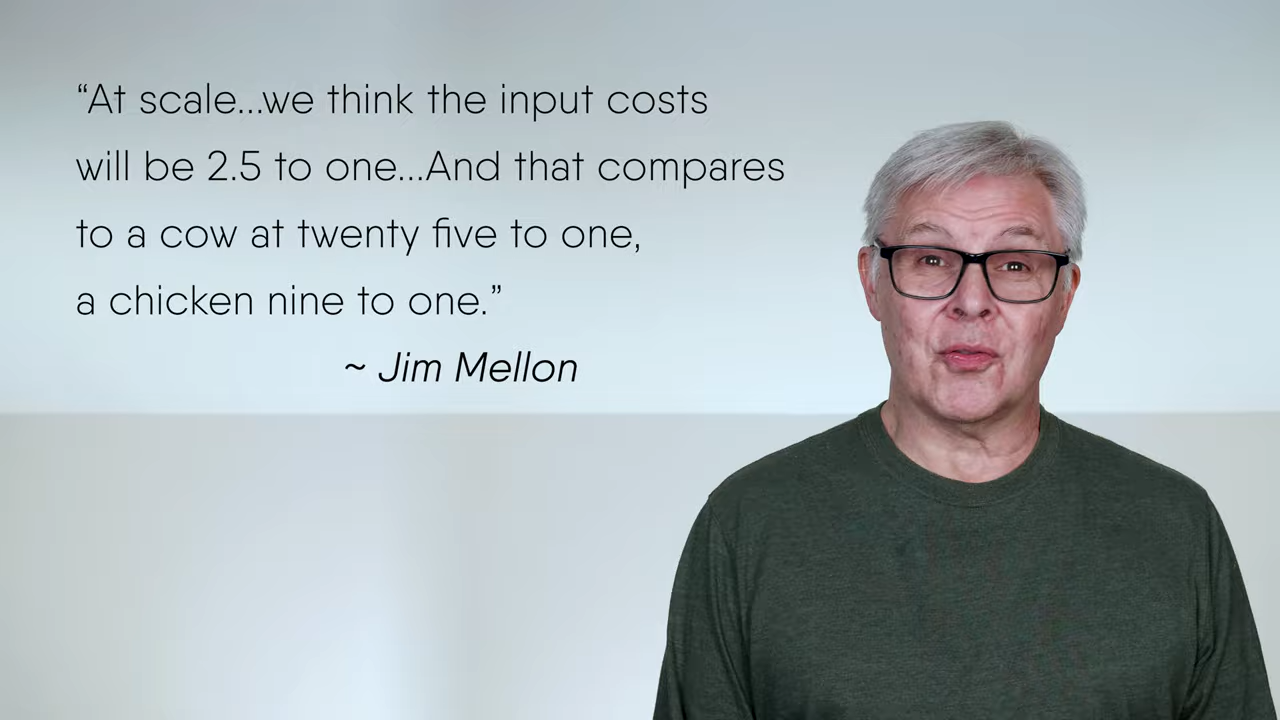 “At scale...we think the input costs
will be 2.5 to one...And that compares
to a cow at twenty five to one,
a chicken nine to one.”
~ Jim Mellon